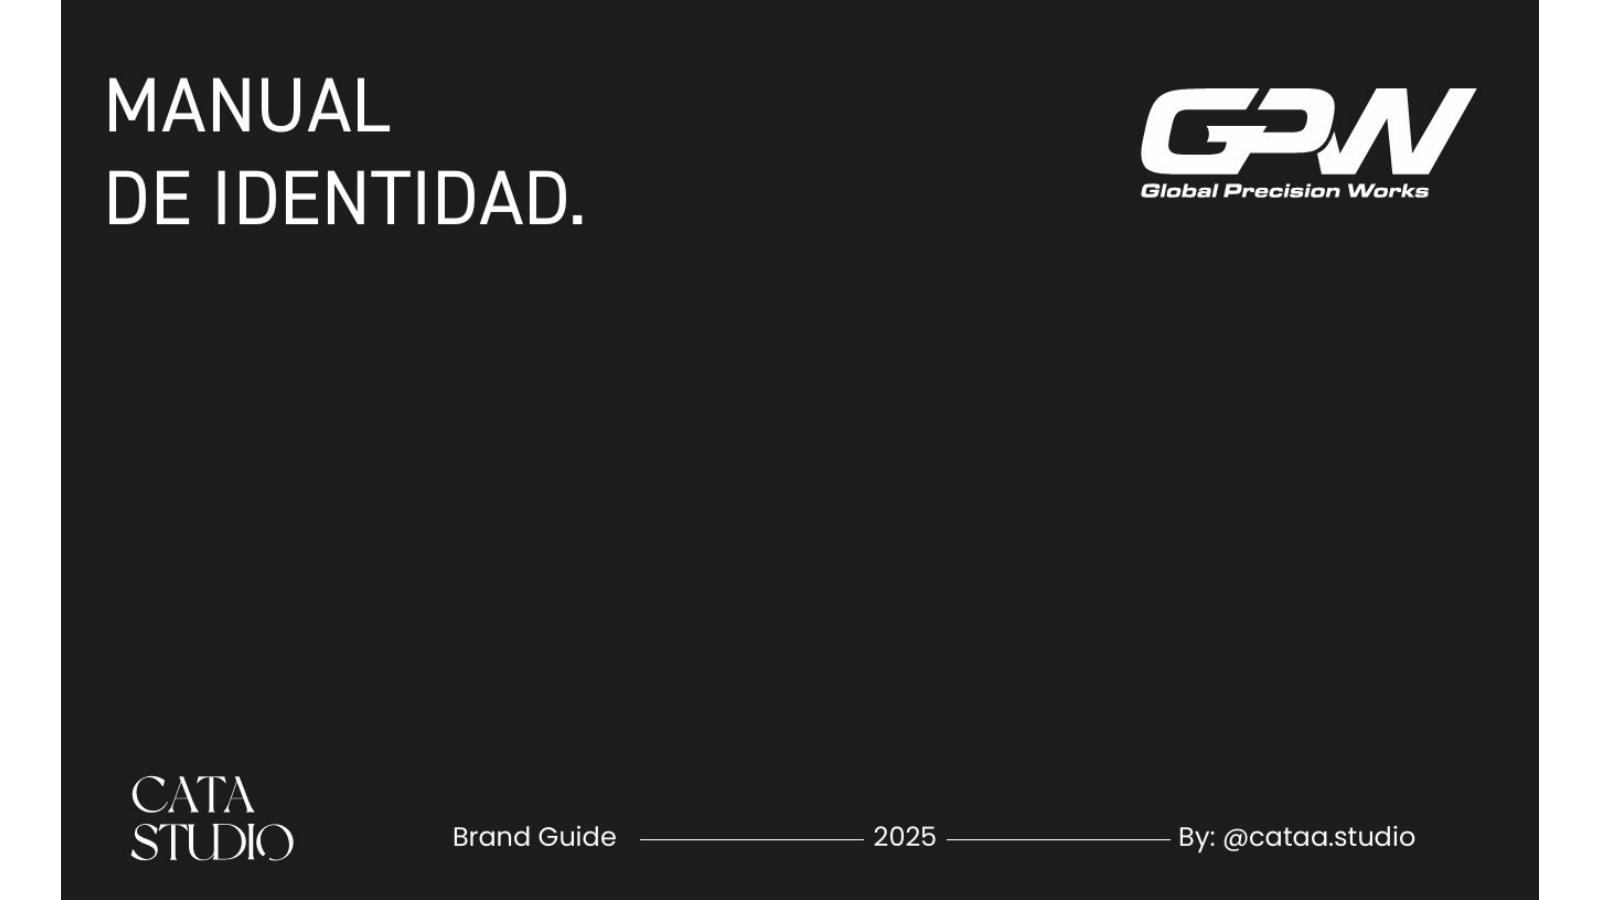 MANUAL
DE IDENTIDAD.
GPW
Global Precision Works
CATA
STUDIO
Brand Guide 2025 By: @cataa.studio